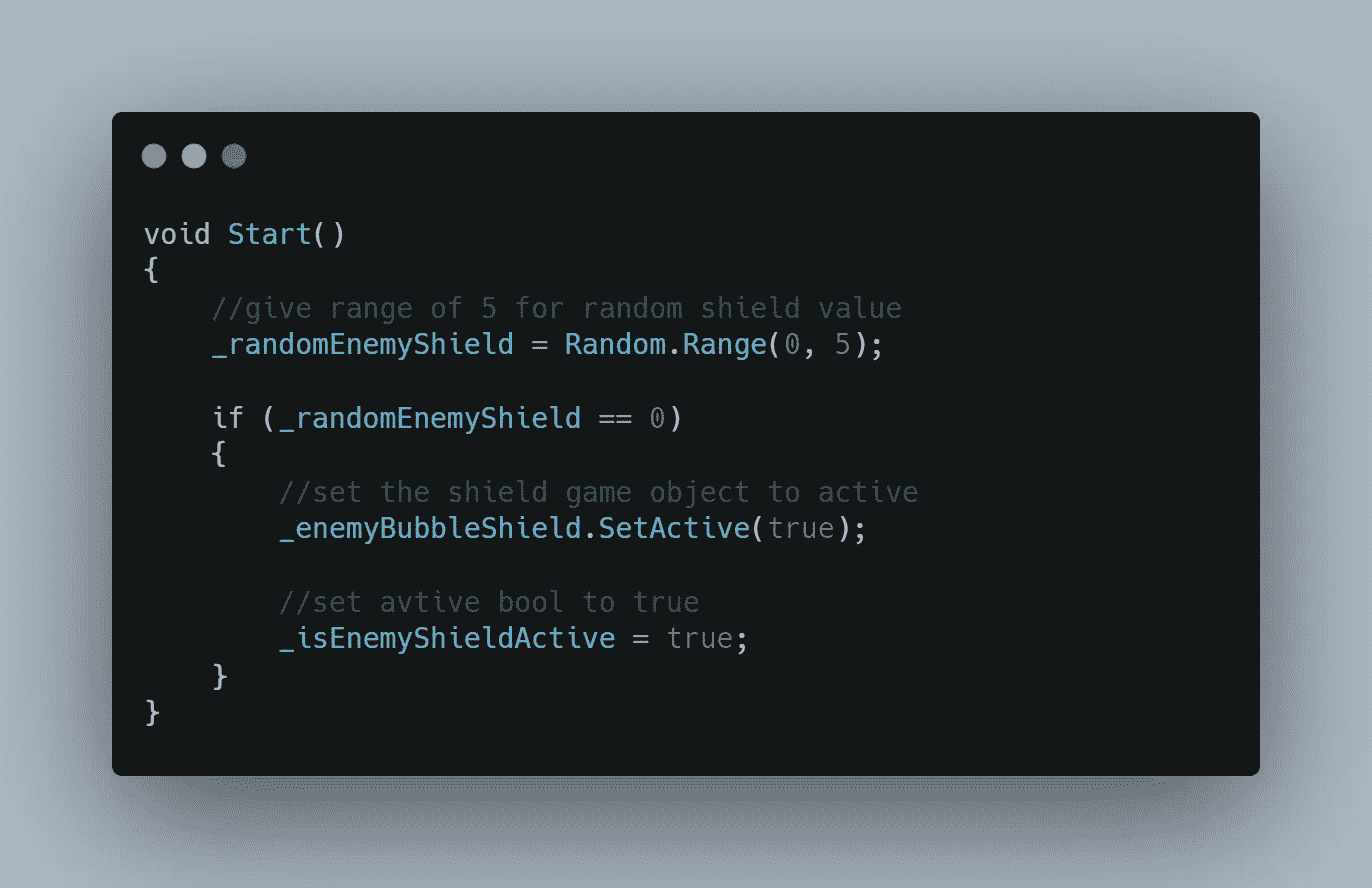 void Start()
{
    //give range of 5 for random shield value
    _randomEnemyShield = Random.Range(0, 5);

    if (_randomEnemyShield == 0)
    {
        //set the shield game object to active
        _enemyBubbleShield.SetActive(true);

        //set avtive bool to true
        _isEnemyShieldActive = true;
    }
}